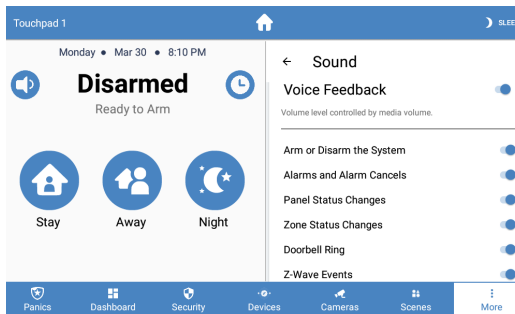 Touchpad 1
SLEE
Monday • Mar 30 • 8:10 PM
Disarmed
Ready to Arm
Stay Away Night
← Sound
Voice Feedback
Volume level controlled by media volume.
Arm or Disarm the System
Alarms and Alarm Cancels
Panel Status Changes
Zone Status Changes
Doorbell Ring
Z-Wave Events
Panics Dashboard Security Devices Cameras Scenes More